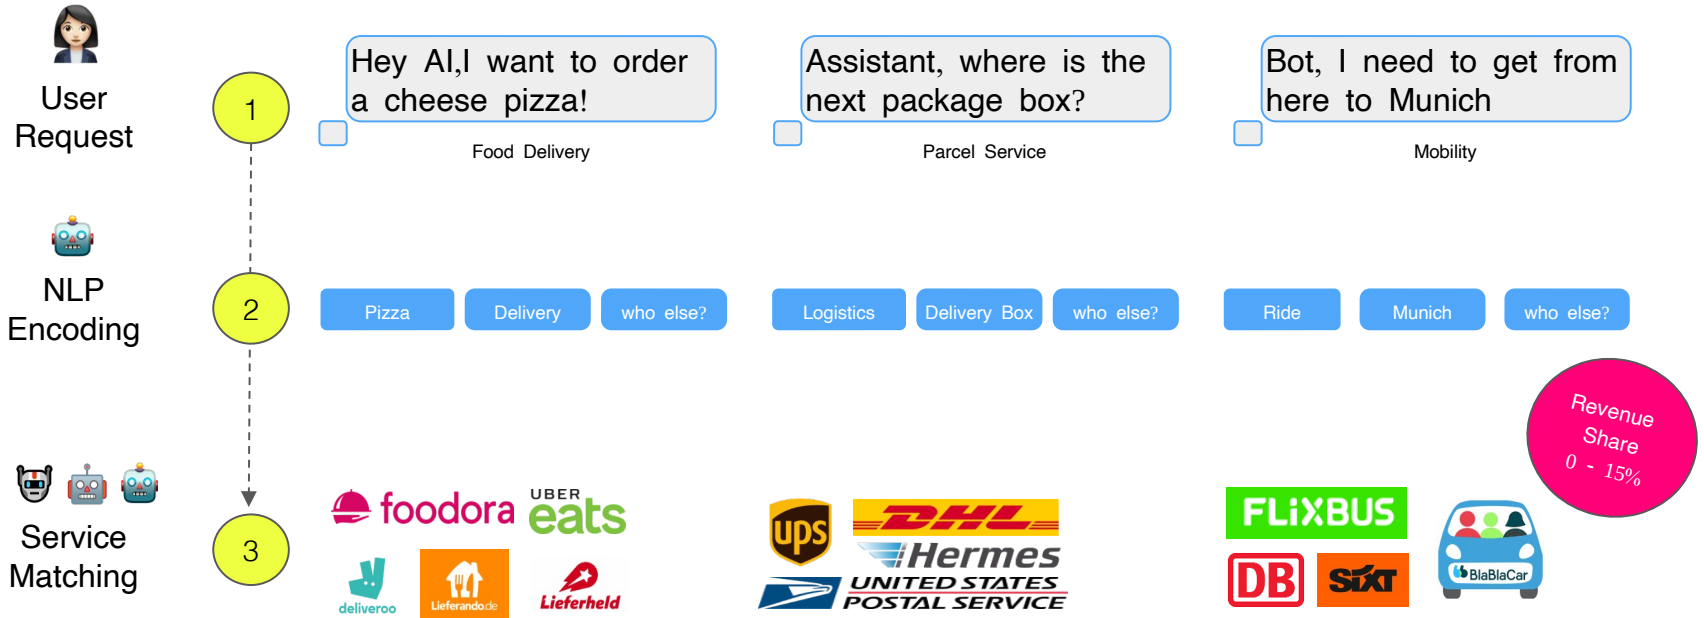 User
Request
1
Hey AI,I want to order
a cheese pizza!
Food Delivery
Assistant, where is the
next package box?
Parcel Service
Bot, I need to get from
here to Munich
Mobility
NLP
Encoding
2
Pizza
Delivery
who else?
Logistics
Delivery Box
who else?
Ride
Munich
who else?
Revenue
Share
0 - 15%
Service
Matching
3
foodora
UBER
eats
deliveroo
Lieferando.de
Lieferheld
ups
DHL
Hermes
UNITED STATES
POSTAL SERVICE
FLiXBUS
DB
SIXT
BlaBlaCar